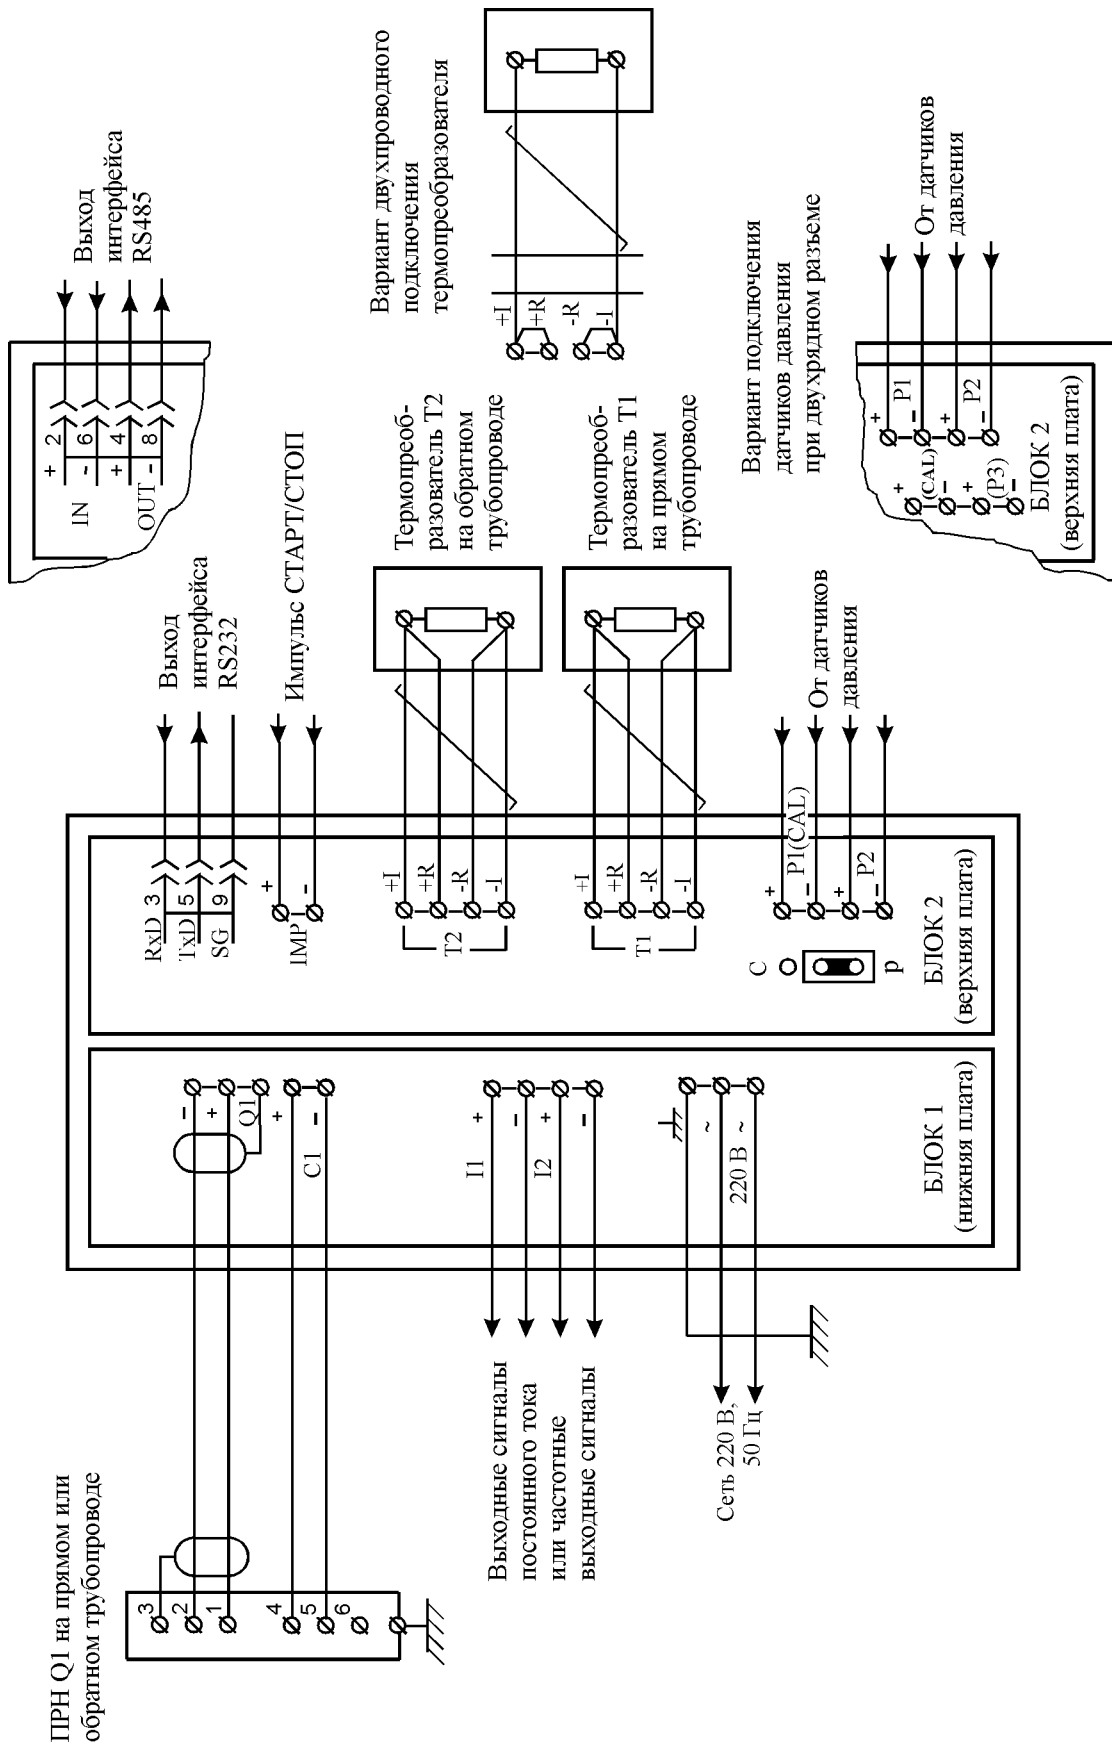 ПРН Q1 на прямом или
обратном трубопроводе
3
2
1
4
5
6
-
+
Q1
+
C1
-
Выходные сигналы
постоянного тока
или частотные
выходные сигналы
I1
+
-
I2
+
-
Сеть 220 В,
50 Гц
~
220 В
~
БЛОК 1
(нижняя плата)
RxD 3
TxD 5
SG 9
Выход
интерфейса
RS232
IMP
+
-
Импульс СТАРТ/СТОП
T2
+I
+R
-R
-I
Термопреоб-
разователь Т2
на обратном
трубопроводе
T1
+I
+R
-R
-I
Термопреоб-
разователь Т1
на прямом
трубопроводе
С
Р
+
P1(CAL)
-
+
P2
-
От датчиков
давления
БЛОК 2
(верхняя плата)
IN
+ 2
- 6
OUT
+ 4
- 8
Выход
интерфейса
RS485
Вариант двухпроводного
подключения
термопреобразователя
+I
+R
-R
-I
Вариант подключения
датчиков давления
при двухрядном разъеме
+
(CAL)
-
+
(P3)
-
+
P1
-
+
P2
-
От датчиков
давления
БЛОК 2
(верхняя плата)